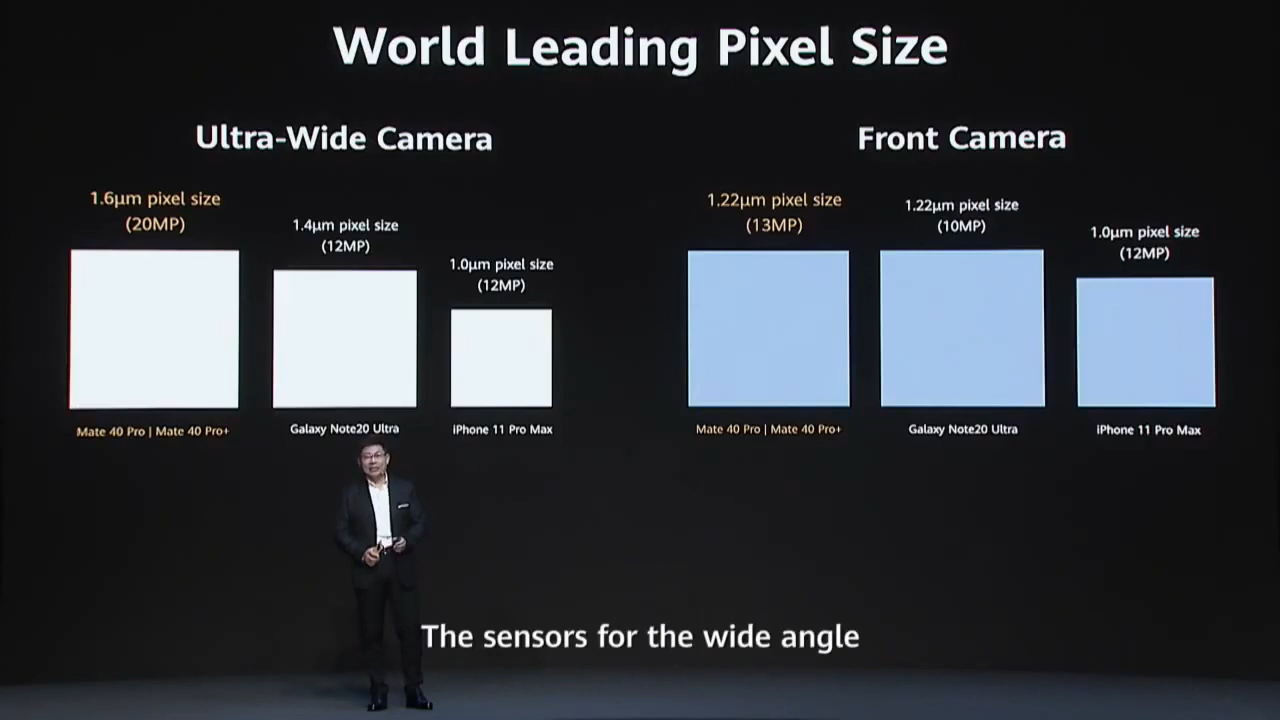 World Leading Pixel Size
Ultra-Wide Camera
1.6μm pixel size
(20MP)
1.4μm pixel size
(12MP)
1.0μm pixel size
(12MP)
Mate 40 Pro | Mate 40 Pro+
Galaxy Note20 Ultra
iPhone 11 Pro Max
Front Camera
1.22μm pixel size
(13MP)
1.22μm pixel size
(10MP)
1.0μm pixel size
(12MP)
Mate 40 Pro | Mate 40 Pro+
Galaxy Note20 Ultra
iPhone 11 Pro Max
The sensors for the wide angle